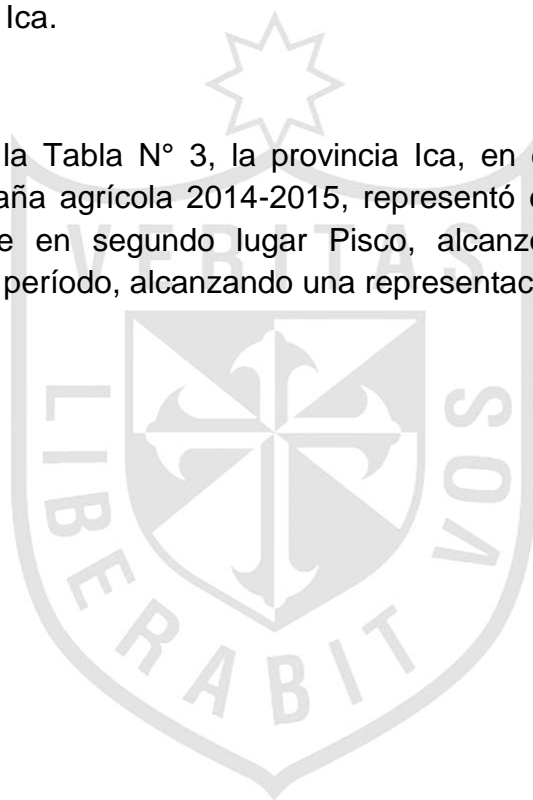 Ica.
la Tabla N° 3, la provincia Ica, en
aña agrícola 2014-2015, representó
e en segundo lugar Pisco, alcanz
período, alcanzando una representac
VERITAS
LIBERABIT VOS